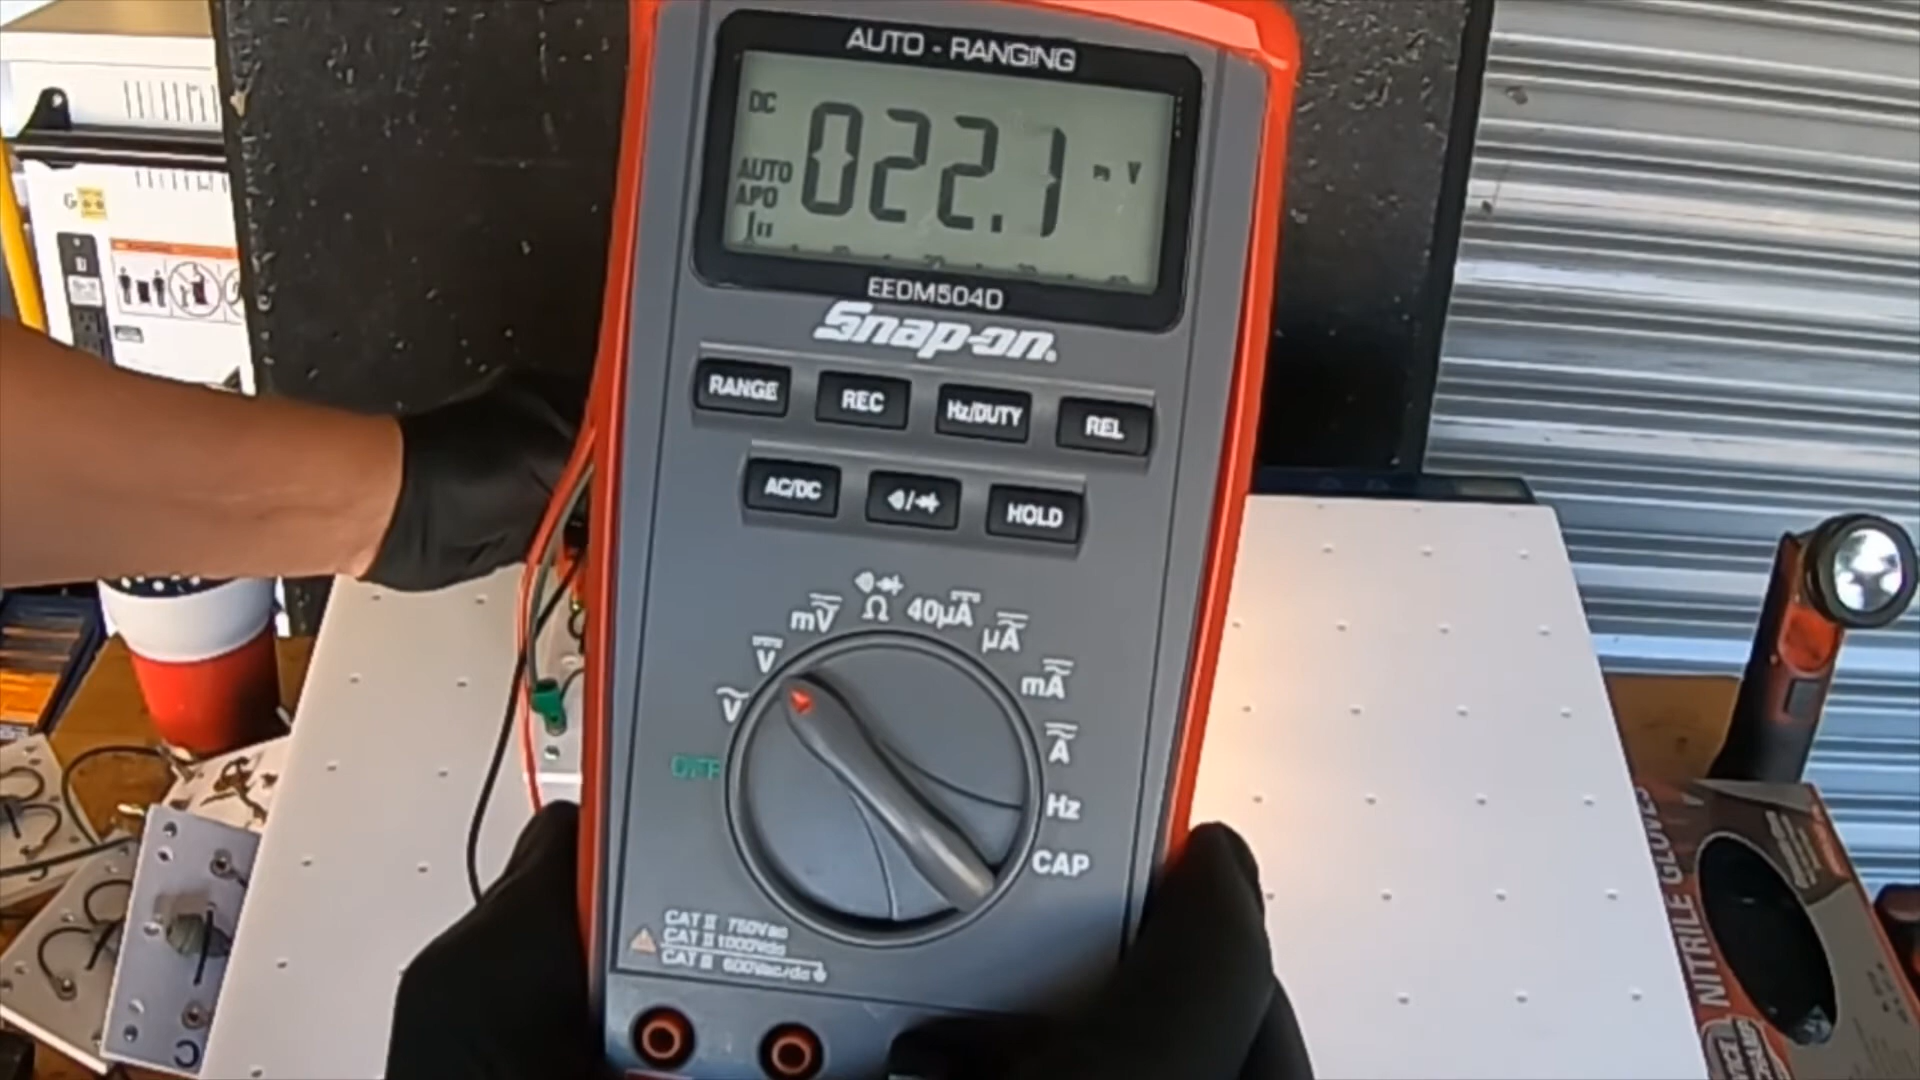 AUTO - RANGING
DC
022.1 m V
AUTO
APO
EEDM504D
Snap-on
RANGE
REC
Hz/DUTY
REL
AC/DC
HOLD
mV
Ω
40µA
µA
V
mA
V
A
OFF
Hz
CAP
CAT II 750Vac
CAT II 1000Vdc
CAT III 600Vac/dc
NITRILE GLOVES
C